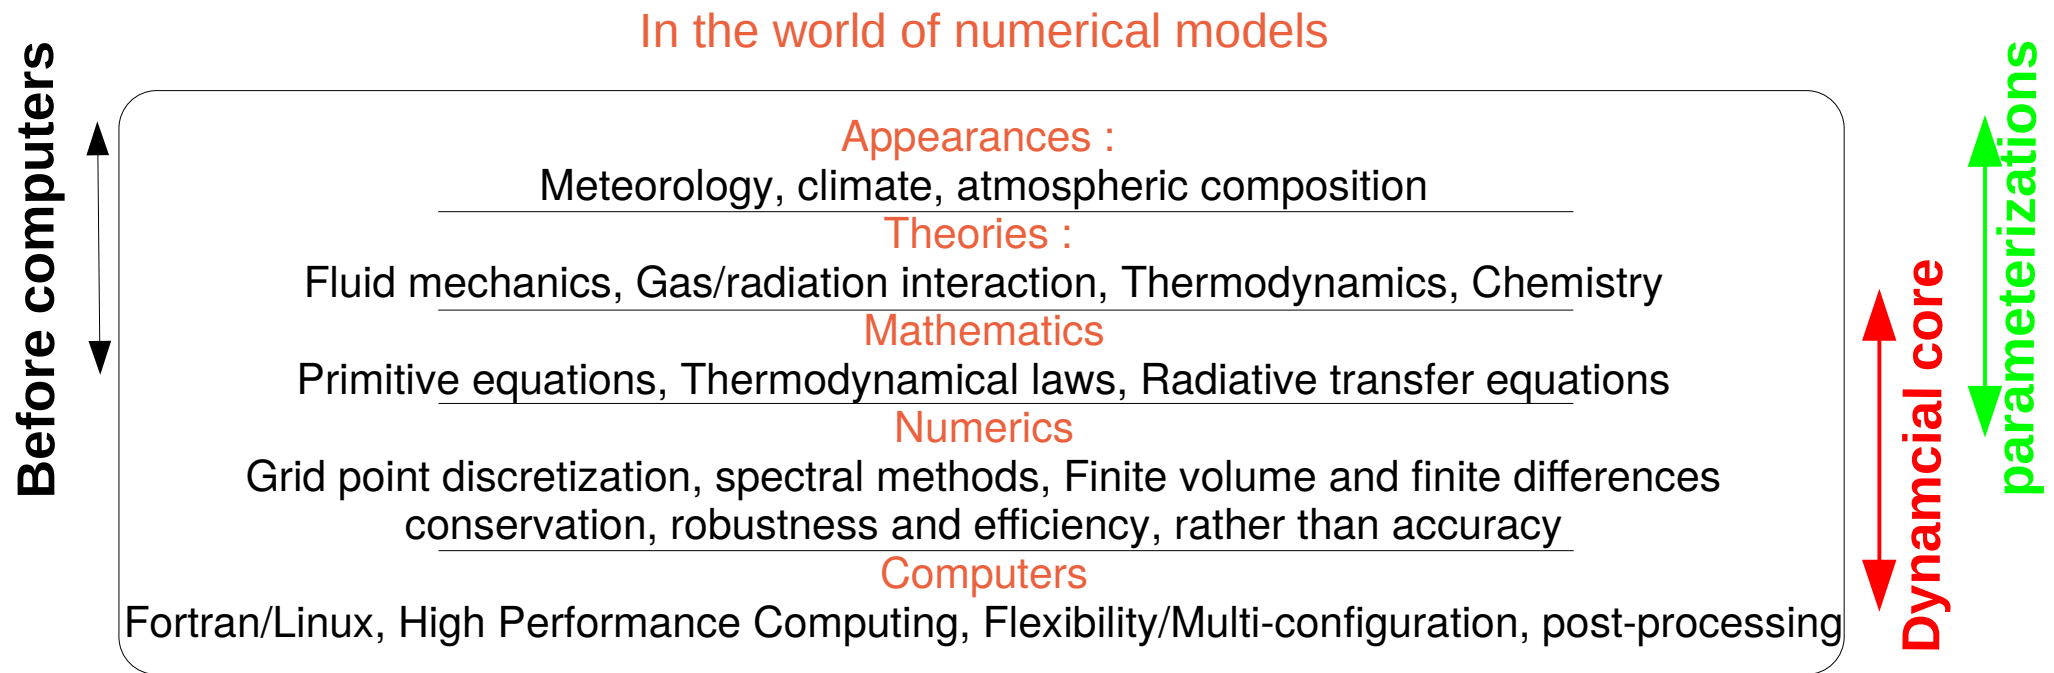 In the world of numerical models
Before computers
Appearances :
Meteorology, climate, atmospheric composition
Theories :
Fluid mechanics, Gas/radiation interaction, Thermodynamics, Chemistry
Mathematics
Primitive equations, Thermodynamical laws, Radiative transfer equations
Numerics
Grid point discretization, spectral methods, Finite volume and finite differences
conservation, robustness and efficiency, rather than accuracy
Computers
Fortran/Linux, High Performance Computing, Flexibility/Multi-configuration, post-processing
Dynamcial core
parameterizations